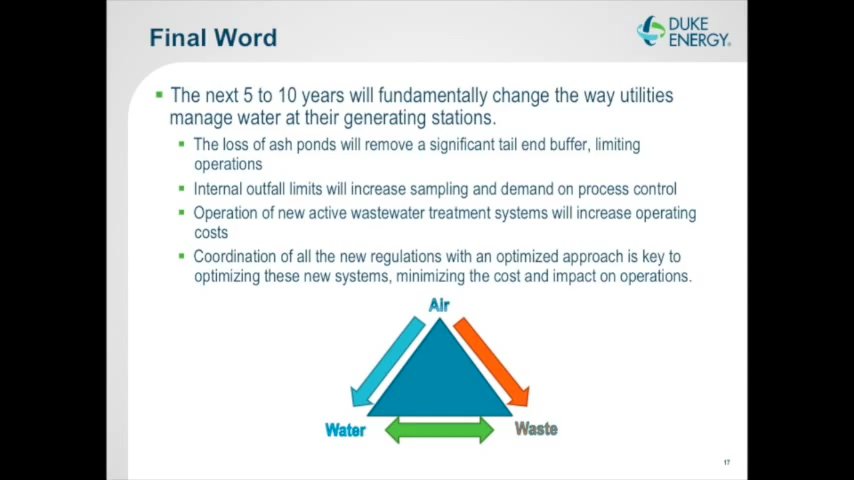 Final Word
DUKE
ENERGY®
▪ The next 5 to 10 years will fundamentally change the way utilities
manage water at their generating stations.
▪ The loss of ash ponds will remove a significant tail end buffer, limiting
operations
▪ Internal outfall limits will increase sampling and demand on process control
▪ Operation of new active wastewater treatment systems will increase operating
costs
▪ Coordination of all the new regulations with an optimized approach is key to
optimizing these new systems, minimizing the cost and impact on operations.
Air
Water
Waste
17